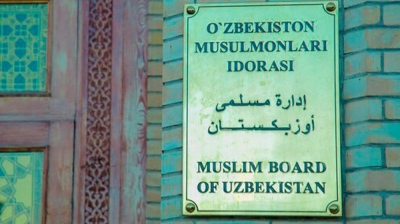 O`ZBEKISTON
MUSULMONLARI
IDORASI
إدارة مسلمى
أوزبكستان
MUSLIM BOARD
OF UZBEKISTAN